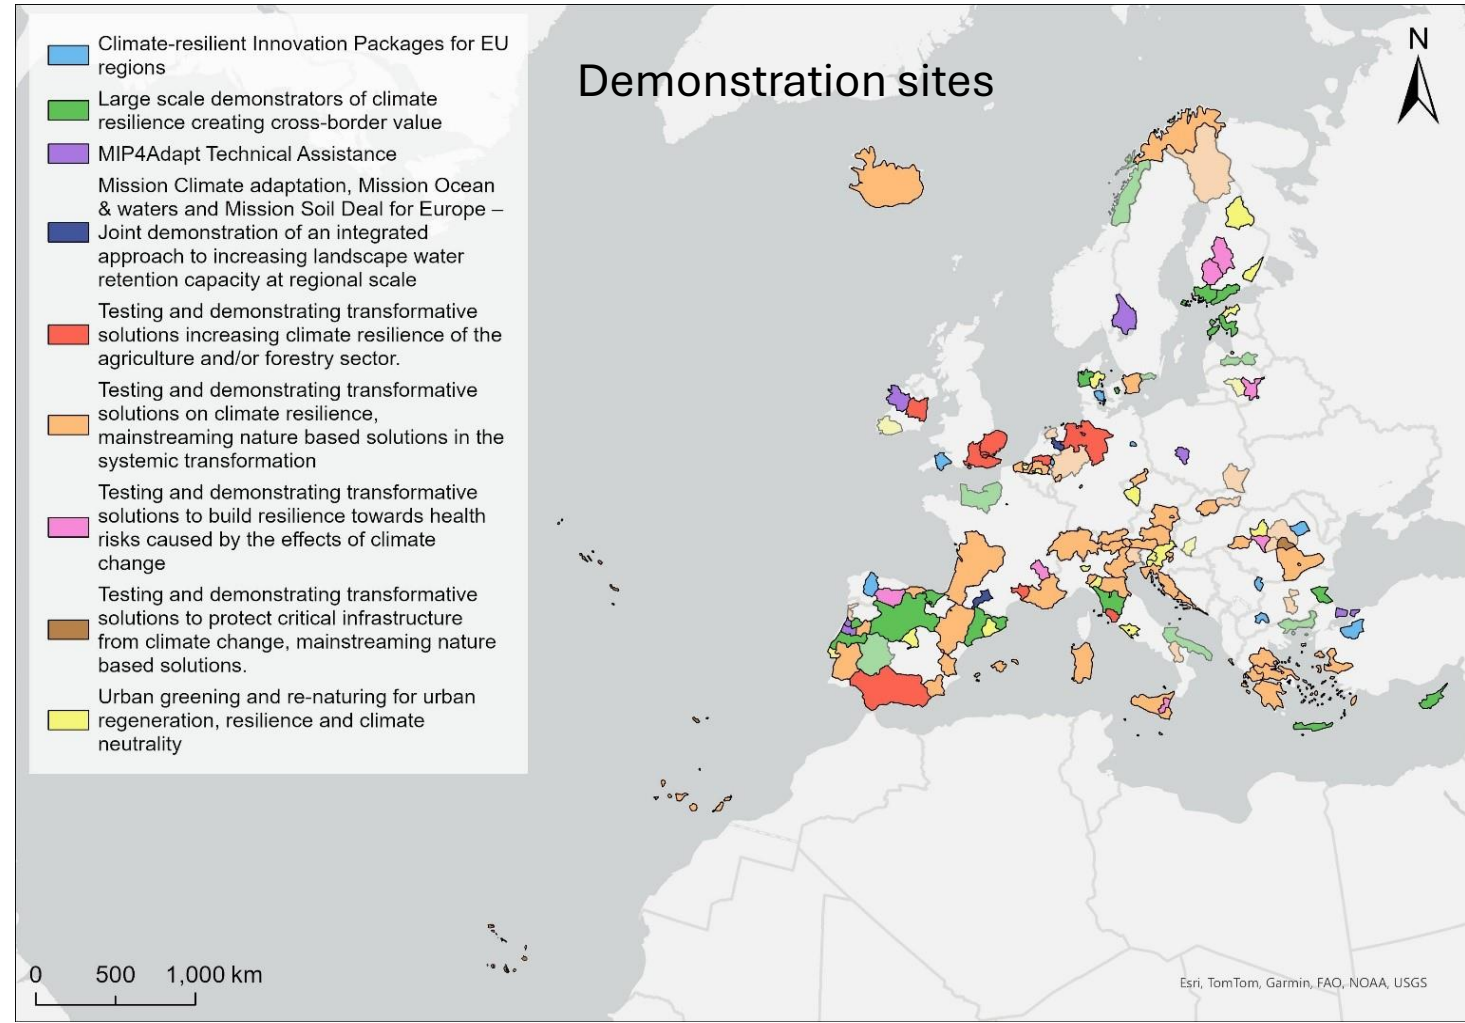 Demonstration sites
N
Climate-resilient Innovation Packages for EU
regions
Large scale demonstrators of climate
resilience creating cross-border value
MIP4Adapt Technical Assistance
Mission Climate adaptation, Mission Ocean
& waters and Mission Soil Deal for Europe –
Joint demonstration of an integrated
approach to increasing landscape water
retention capacity at regional scale
Testing and demonstrating transformative
solutions increasing climate resilience of the
agriculture and/or forestry sector.
Testing and demonstrating transformative
solutions on climate resilience,
mainstreaming nature based solutions in the
systemic transformation
Testing and demonstrating transformative
solutions to build resilience towards health
risks caused by the effects of climate
change
Testing and demonstrating transformative
solutions to protect critical infrastructure
from climate change, mainstreaming nature
based solutions.
Urban greening and re-naturing for urban
regeneration, resilience and climate
neutrality
0 500 1,000 km
Esri, TomTom, Garmin, FAO, NOAA, USGS